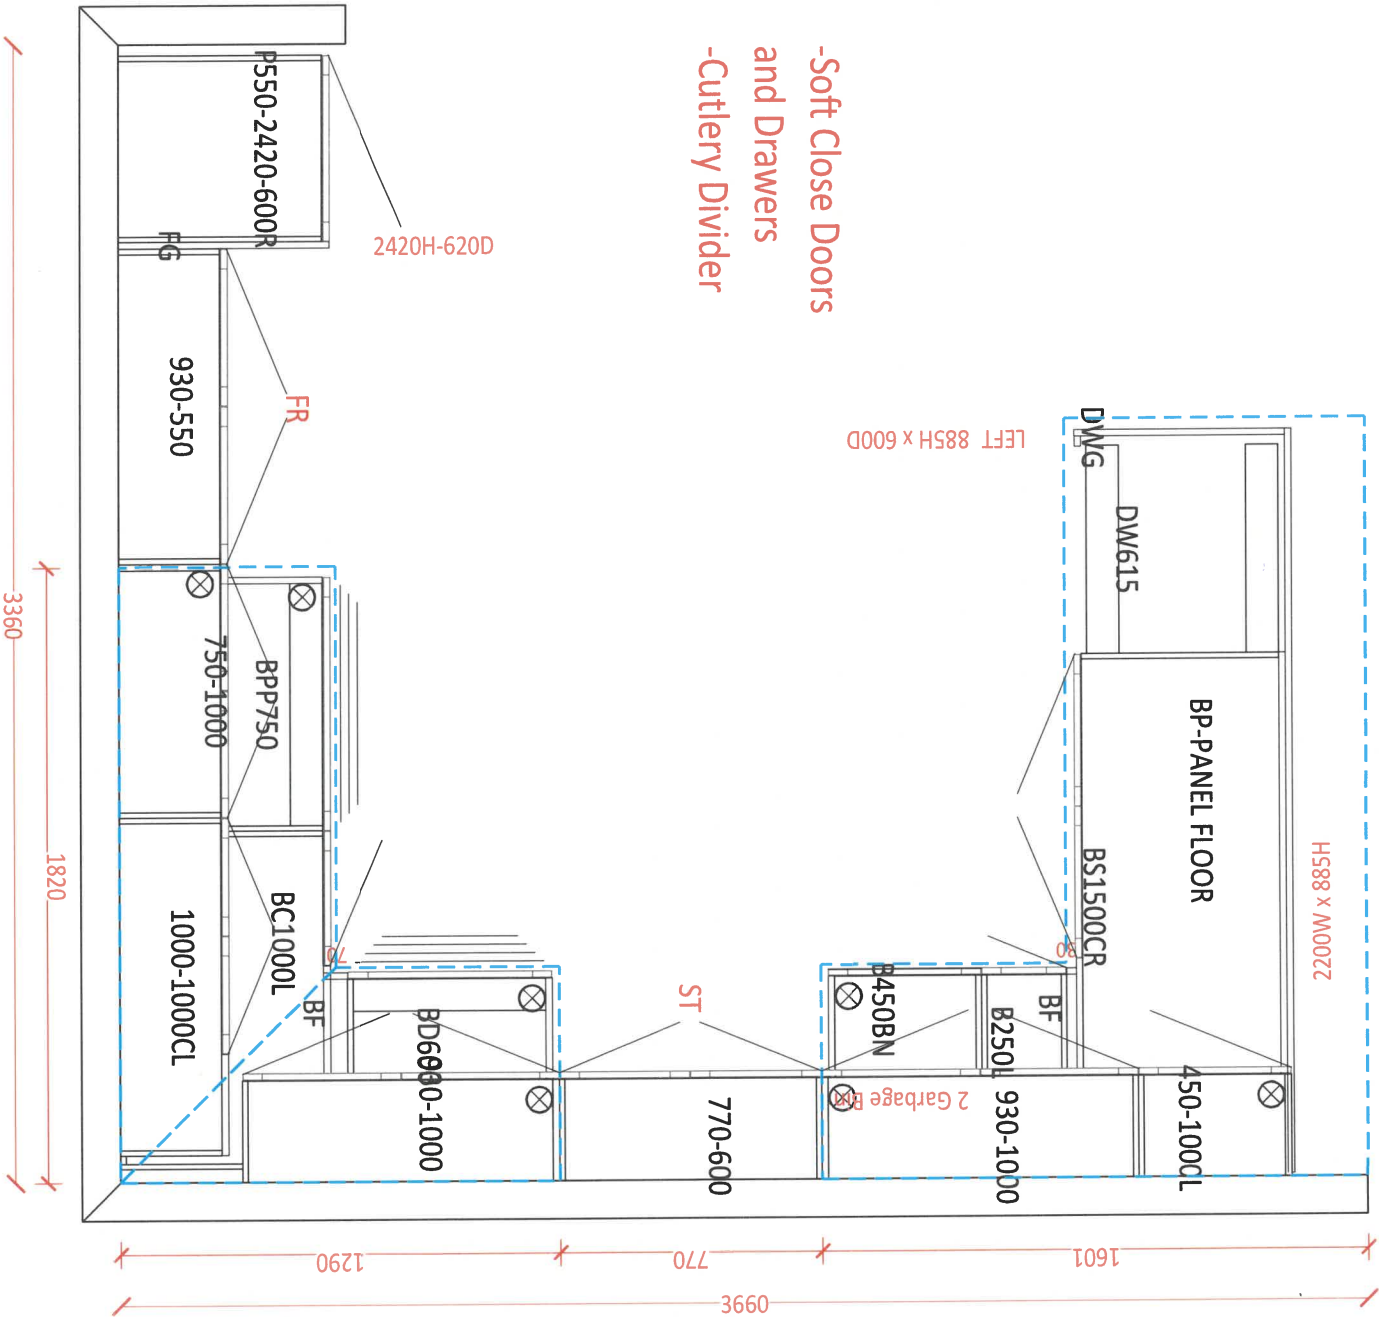 -Soft Close Doors
and Drawers
-Cutlery Divider
P550-2420-600R
2420H-620D
FG
930-550
FR
LEFT 885H x 600D
DWG
DW615
3360
750-1000
BPP750
BP-PANEL FLOOR
1820
1000-1000CL
BC1000L
70
BF
BS1500CR
90
2200W x 885H
ST
B450BN
B250L
BF
BD600
930-1000
770-600
2 Garbage Bin
930-1000
450-1000L
1290
770
1601
3660